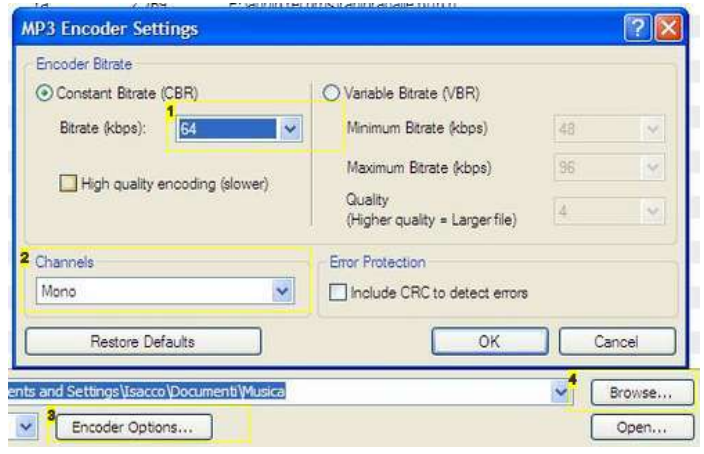 MP3 Encoder Settings
Encoder Bitrate
Constant Bitrate (CBR)
Variable Bitrate (VBR)
1
Bitrate (kbps):
64
Minimum Bitrate (kbps)
48
High quality encoding (slower)
Maximum Bitrate (kbps)
96
Quality
(Higher quality = Larger file)
4
2
Channels
Mono
Error Protection
Include CRC to detect errors
Restore Defaults
OK
Cancel
ents and Settings\Isacco\Documenti\Musica
4
Browse...
3
Encoder Options...
Open...